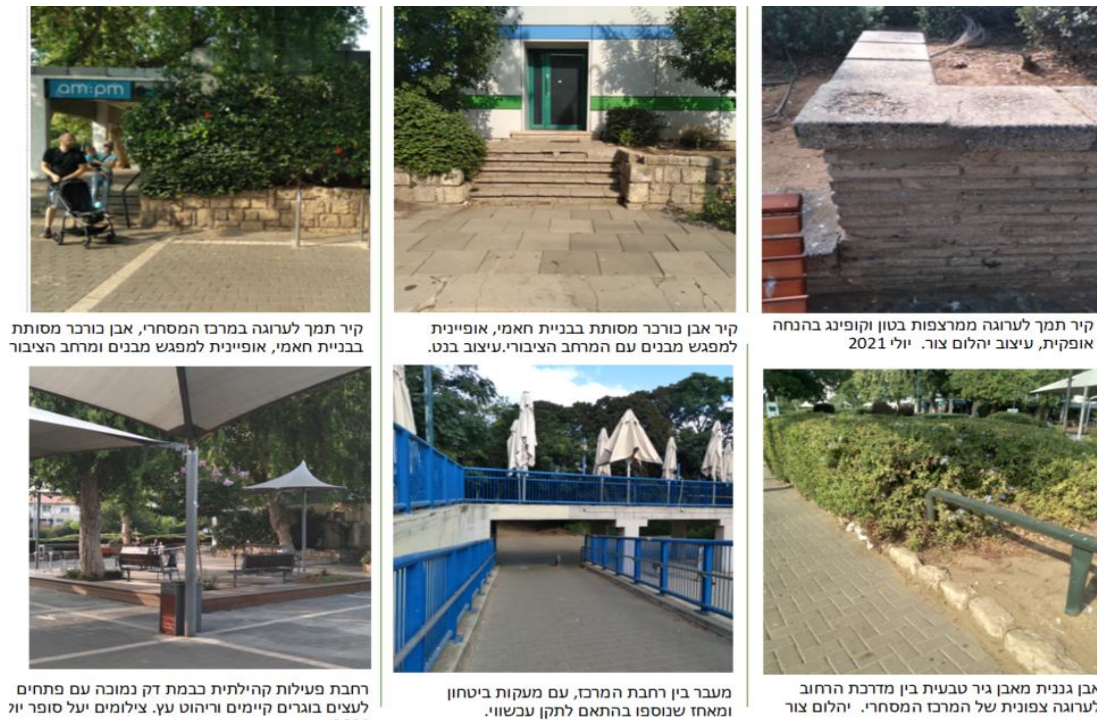 am:pm
קיר תמך לערוגה ממרצפות בטון וקופינג בהנחה
אופקית, עיצוב יהלום צור. יולי 2021
קיר אבן כורכר מסותת בבניית חאמי, אופיינית
למפגש מבנים עם המרחב הציבורי.עיצוב בנט.
קיר תמך לערוגה במרכז המסחרי, אבן כורכר מסותת
בבניית חאמי, אופיינית למפגש מבנים ומרחב הציבור
אבן גננית מאבן גיר טבעית בין מדרכת הרחוב
לערוגה צפונית של המרכז המסחרי. יהלום צור
מעבר בין רחבת המרכז, עם מעקות ביטחון
ומאחז שנוספו בהתאם לתקן עכשווי.
רחבת פעילות קהילתית כבמת דק נמוכה עם פתחים
לעצים בוגרים קיימים וריהוט עץ. צילומים יעל סופר